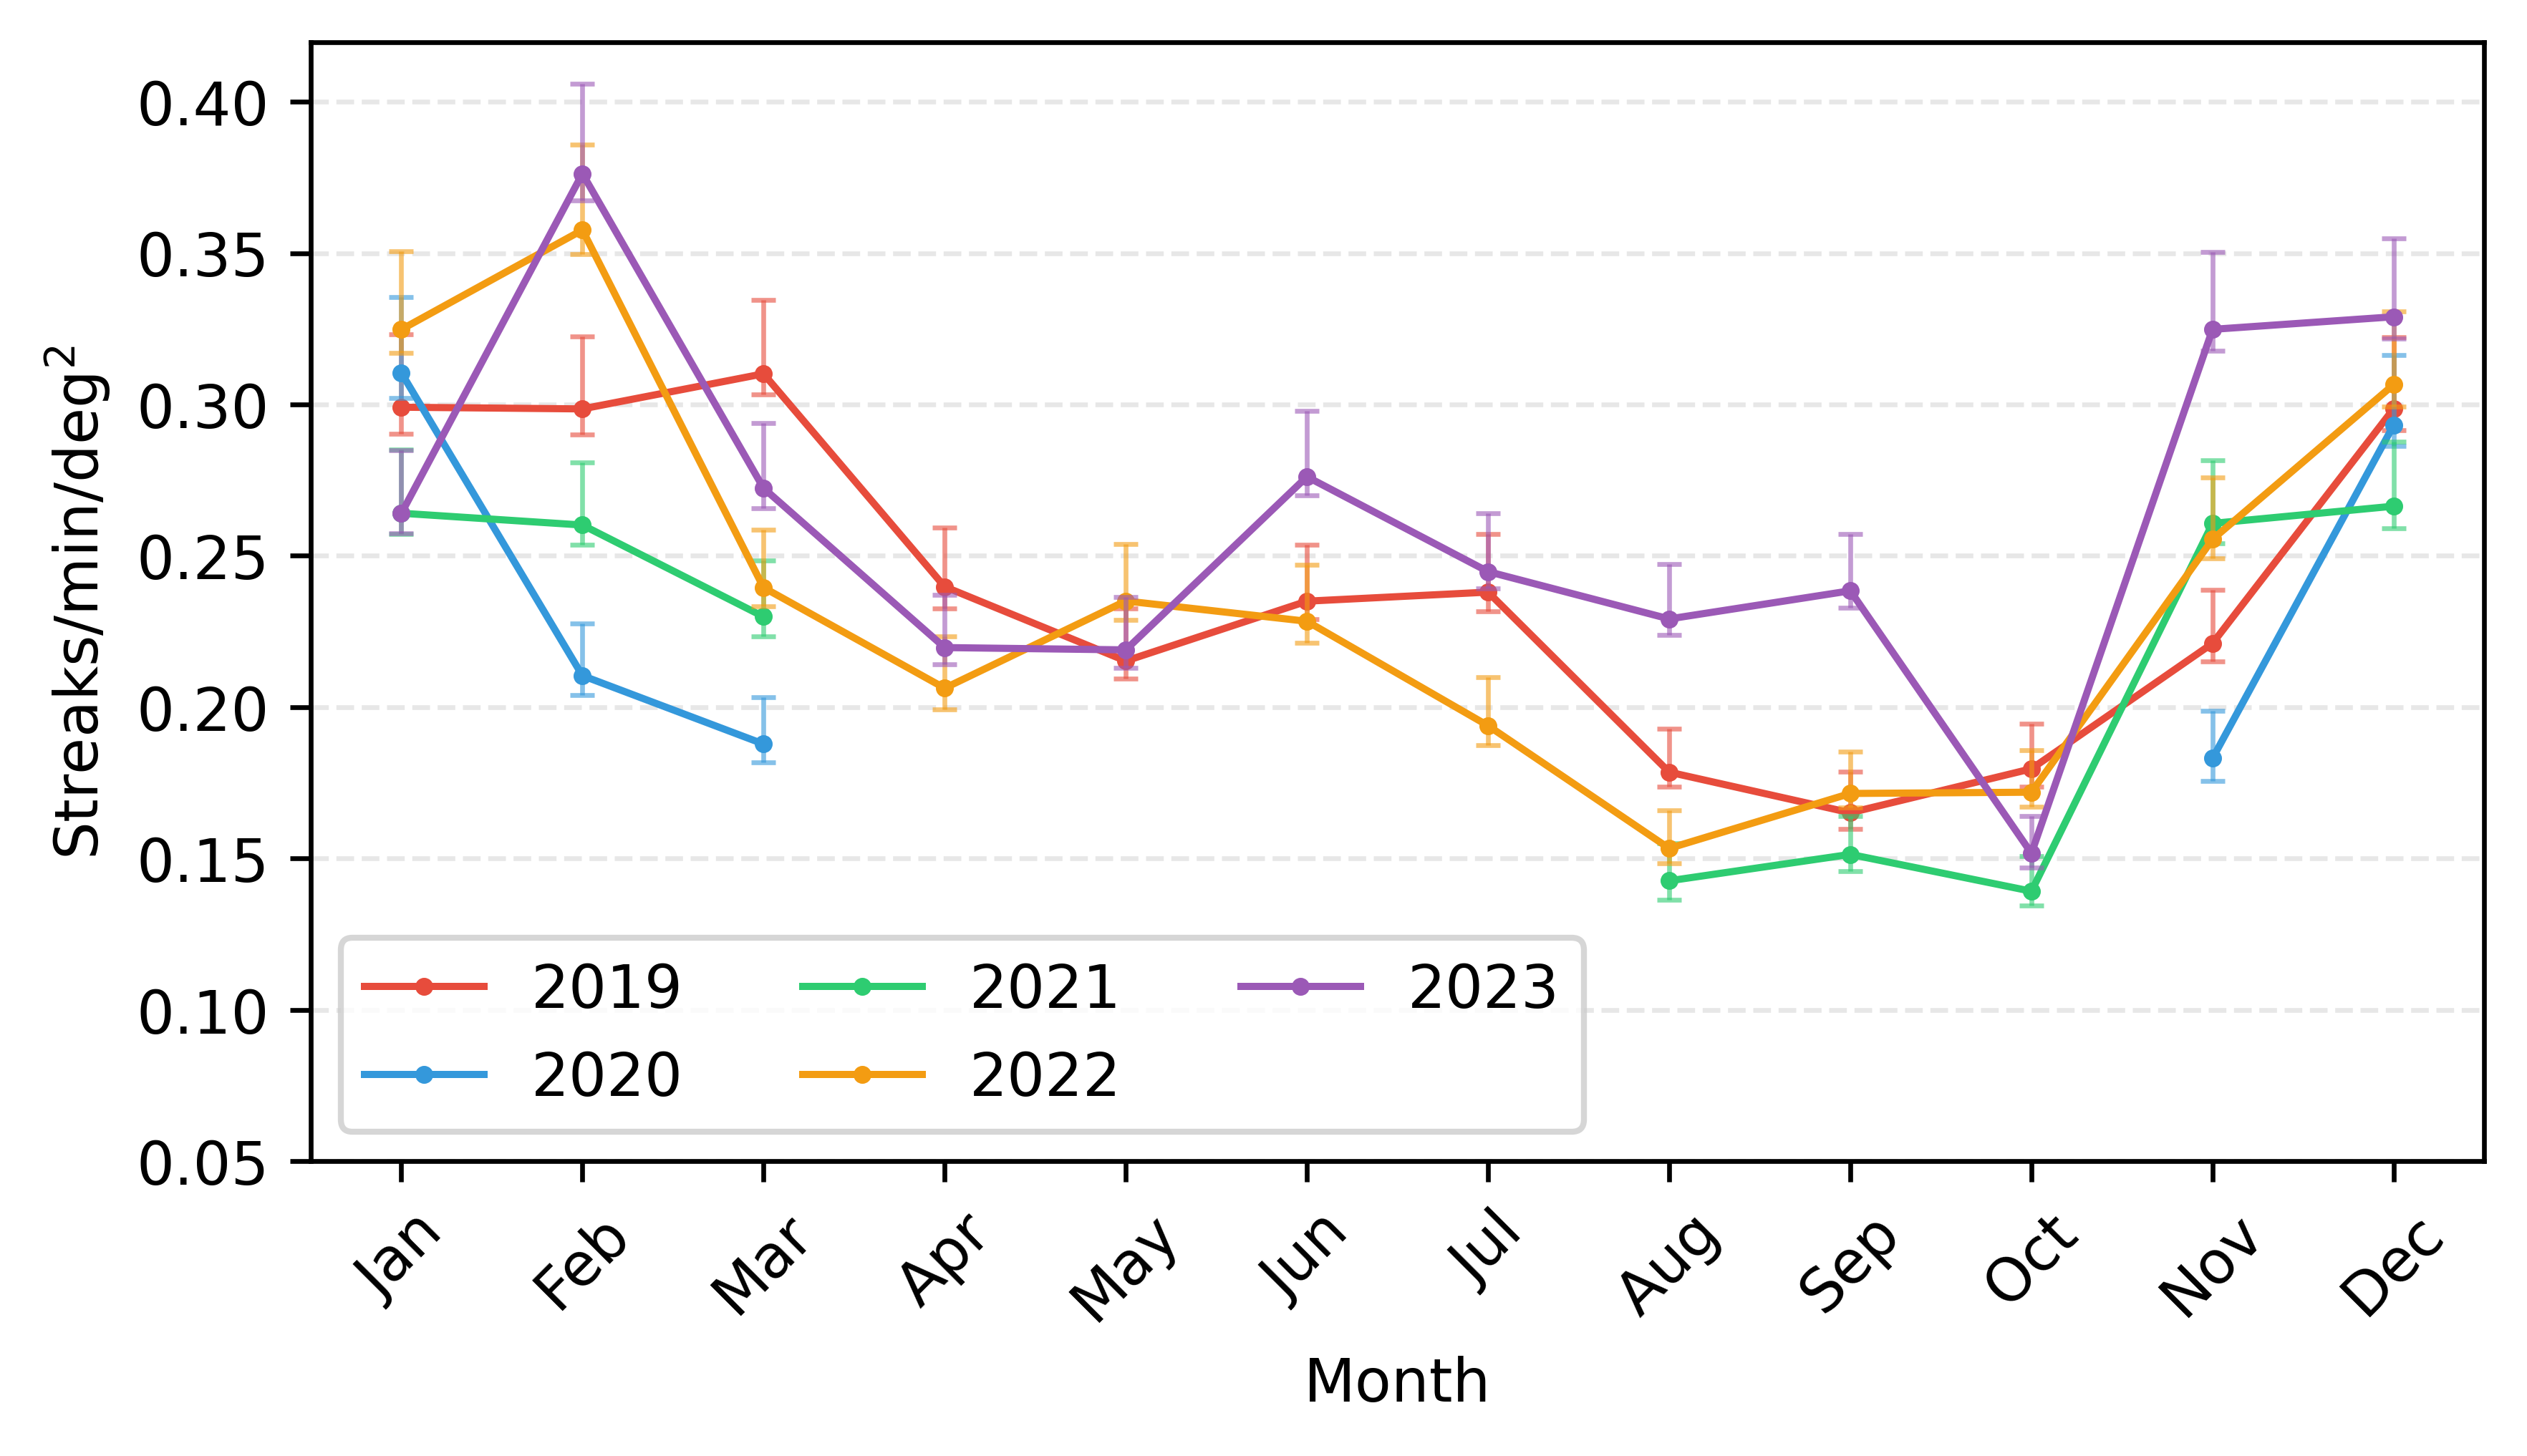 0.40
0.35
0.30
0.25
0.20
0.15
0.10
0.05
Streaks/min/deg²
2019
2020
2021
2022
2023
Jan
Feb
Mar
Apr
May
Jun
Jul
Aug
Sep
Oct
Nov
Dec
Month